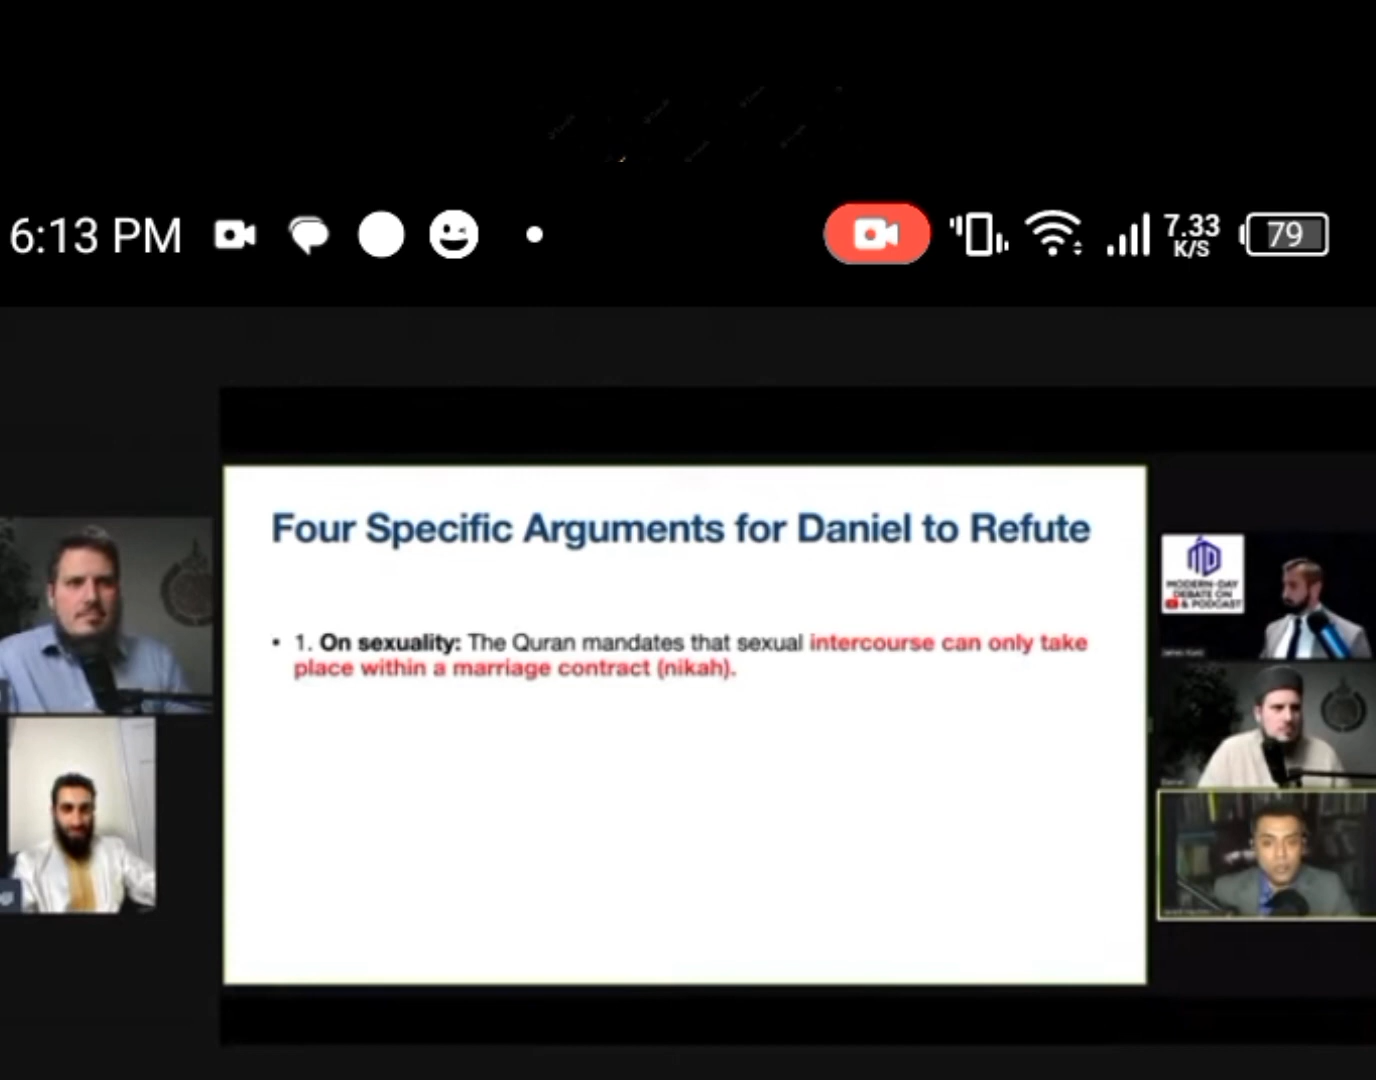 6:13 PM
7.33
K/S
79
Four Specific Arguments for Daniel to Refute
• 1. On sexuality: The Quran mandates that sexual intercourse can only take
place within a marriage contract (nikah).
MODERN-DAY
DEBATE ON
& PODCAST